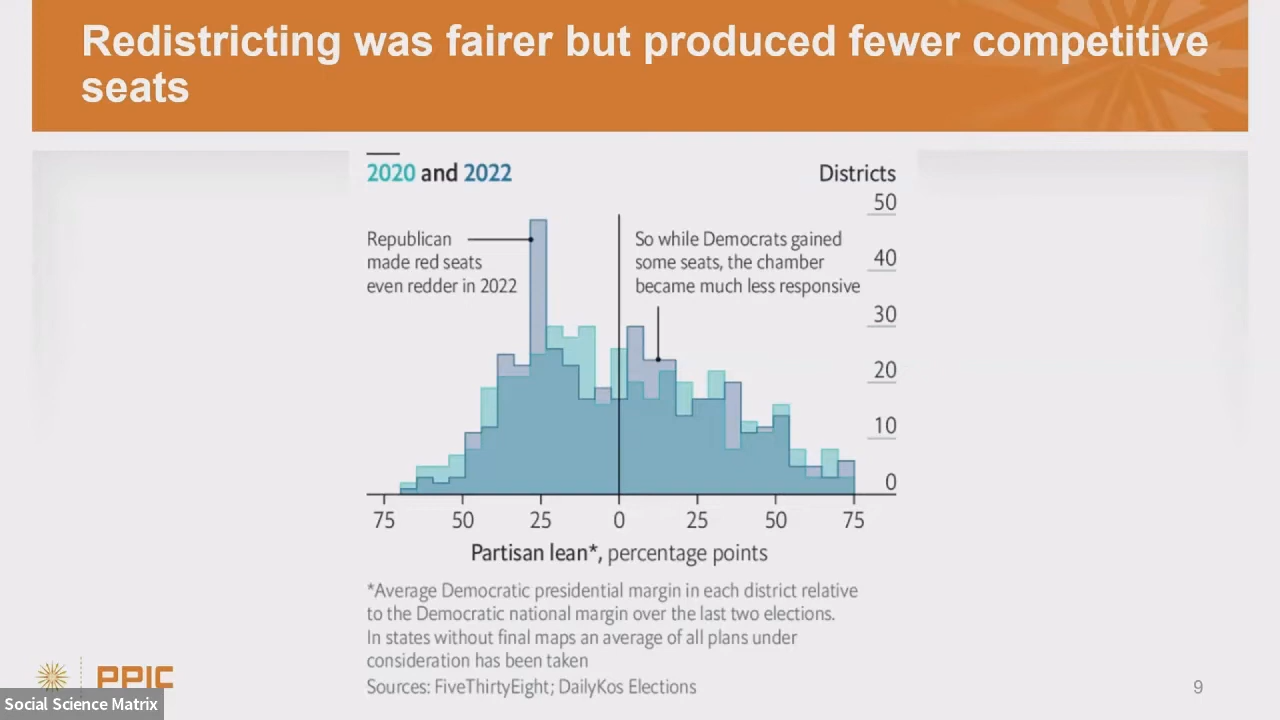 Redistricting was fairer but produced fewer competitive
seats
2020 and 2022
Districts
50
40
30
20
10
0
Republican
made red seats
even redder in 2022
So while Democrats gained
some seats, the chamber
became much less responsive
75 50 25 0 25 50 75
Partisan lean*, percentage points
*Average Democratic presidential margin in each district relative
to the Democratic national margin over the last two elections.
In states without final maps an average of all plans under
consideration has been taken
Sources: FiveThirtyEight; DailyKos Elections
PPIC
Social Science Matrix
9